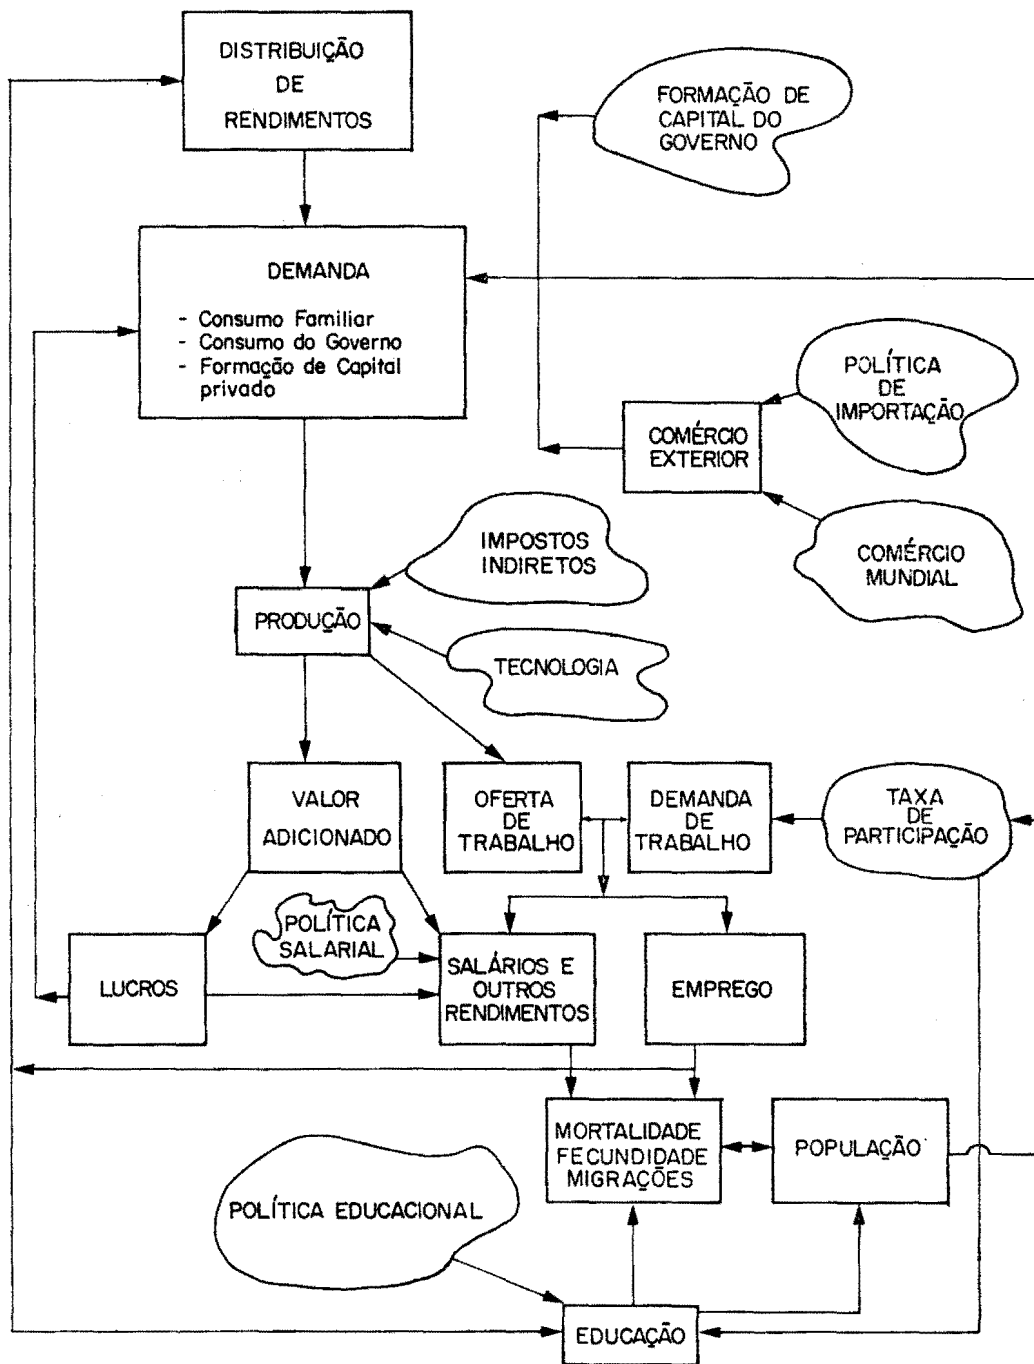 DISTRIBUIÇÃO
DE
RENDIMENTOS
FORMAÇÃO DE
CAPITAL DO
GOVERNO
DEMANDA
- Consumo Familiar
- Consumo do Governo
- Formação de Capital
privado
POLÍTICA
DE
IMPORTAÇÃO
COMÉRCIO
EXTERIOR
IMPOSTOS
INDIRETOS
COMÉRCIO
MUNDIAL
PRODUÇÃO
TECNOLOGIA
VALOR
ADICIONADO
OFERTA
DE
TRABALHO
DEMANDA
DE
TRABALHO
TAXA
DE
PARTICIPAÇÃO
POLÍTICA
SALARIAL
LUCROS
SALÁRIOS E
OUTROS
RENDIMENTOS
EMPREGO
MORTALIDADE
FECUNDIDADE
MIGRAÇÕES
POPULAÇÃO
POLÍTICA EDUCACIONAL
EDUCAÇÃO